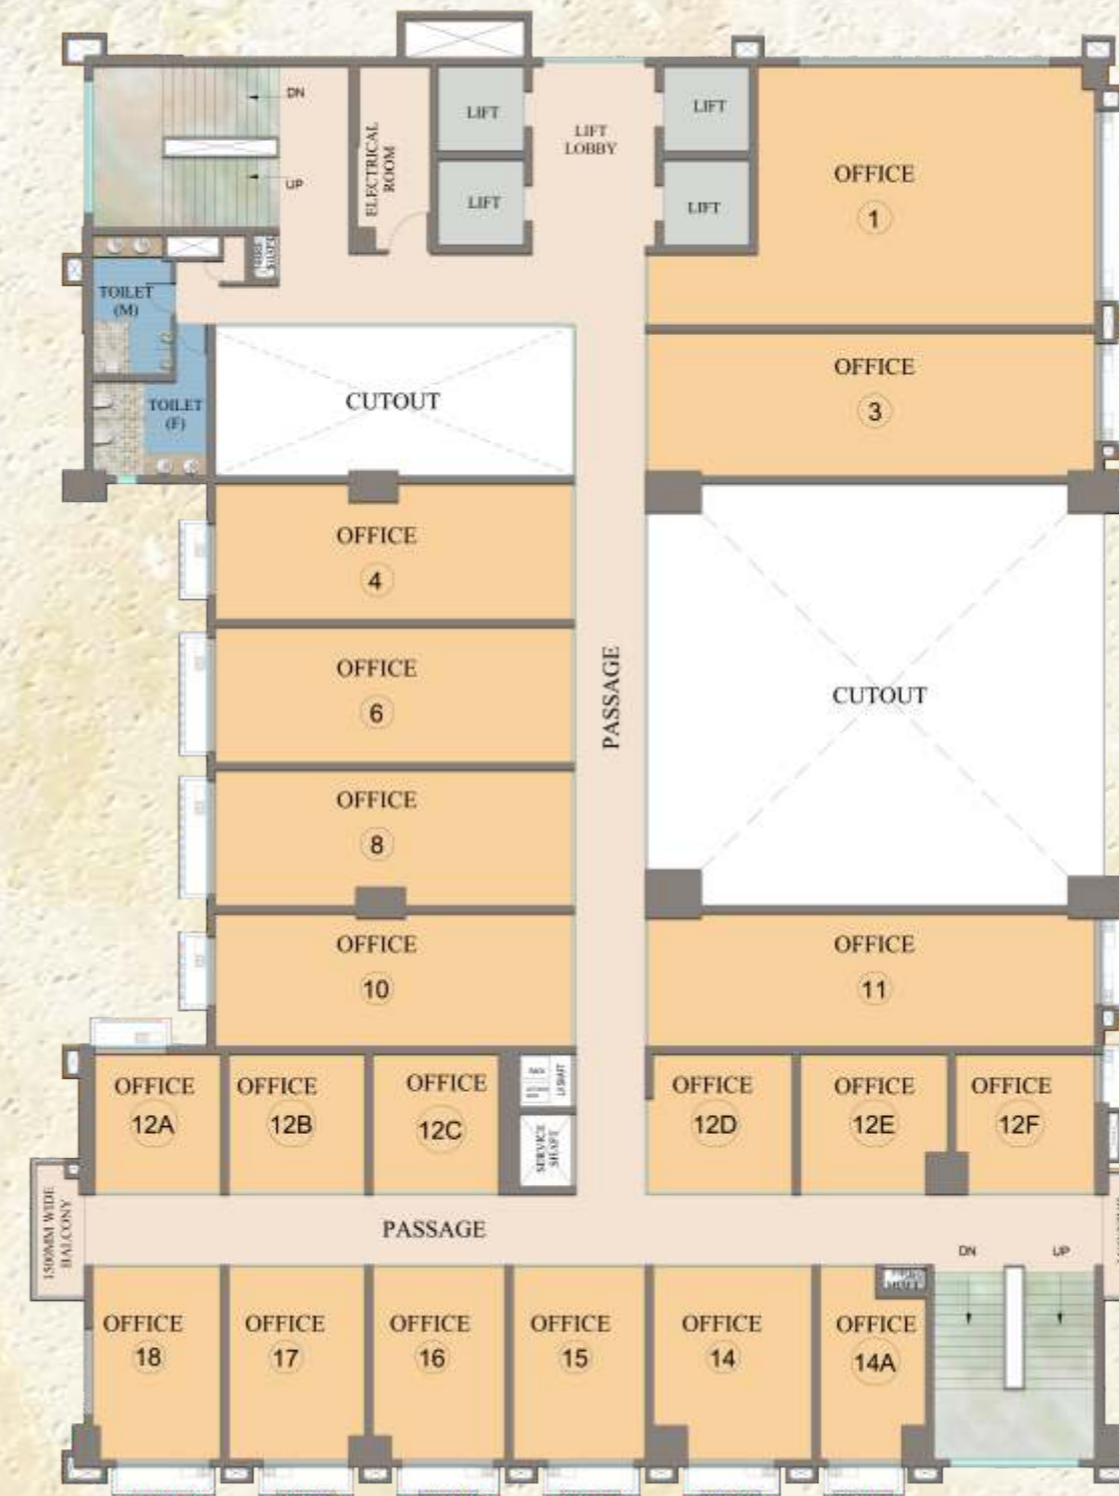 DN
UP
ELECTRICAL
ROOM
LIFT
LIFT
LIFT
LOBBY
LIFT
LIFT
OFFICE
1
TOILET
(M)
TOILET
(F)
CUTOUT
OFFICE
3
OFFICE
4
OFFICE
6
PASSAGE
CUTOUT
OFFICE
8
OFFICE
10
OFFICE
11
OFFICE
12A
OFFICE
12B
OFFICE
12C
SERVICE
SHAFT
OFFICE
12D
OFFICE
12E
OFFICE
12F
1500MM WIDE
BALCONY
PASSAGE
DN
UP
OFFICE
18
OFFICE
17
OFFICE
16
OFFICE
15
OFFICE
14
OFFICE
14A